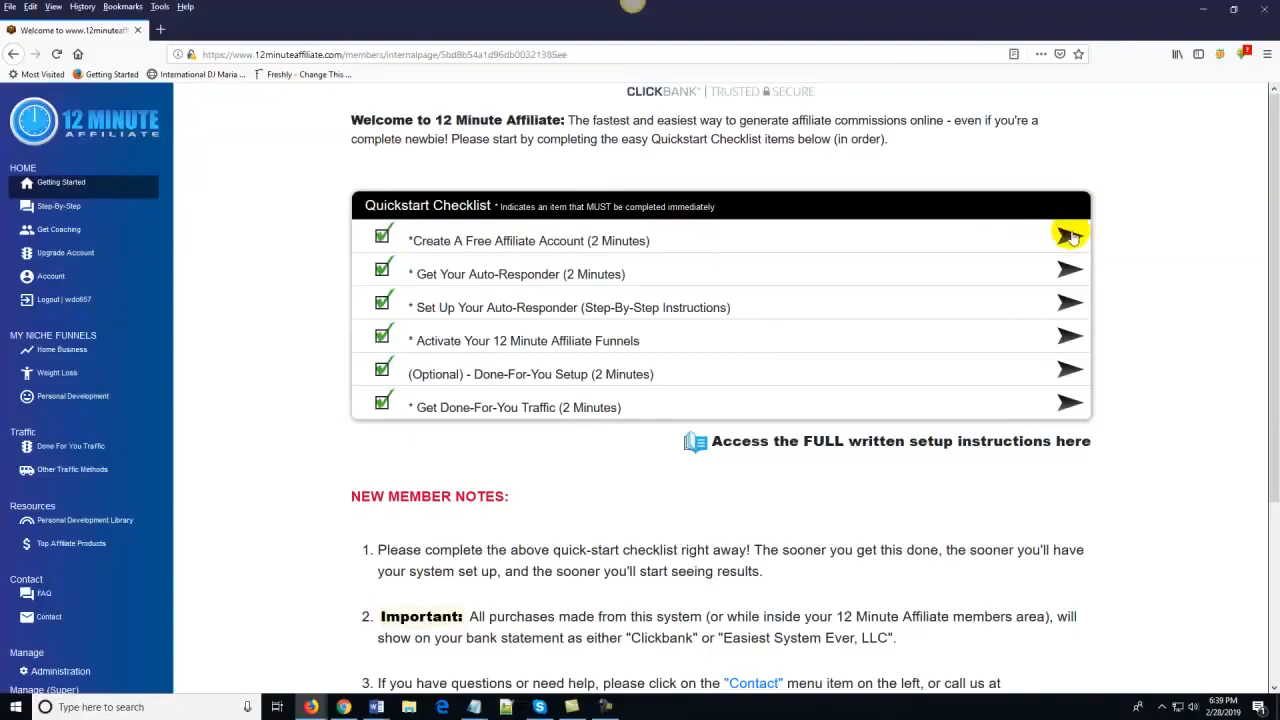 File Edit View History Bookmarks Tools Help
Welcome to www.12minuteaffilia
https://www.12minuteaffiliate.com/members/internalpage/5bd8b54a1d96db00321385ee
7
Most Visited Getting Started International DJ Maria ... Freshly - Change This ...
12 MINUTE
AFFILIATE
HOME
Getting Started
Step-By-Step
Get Coaching
Upgrade Account
Account
Logout | wdc657
MY NICHE FUNNELS
Home Business
Weight Loss
Personal Development
Traffic
Done For You Traffic
Other Traffic Methods
Resources
Personal Development Library
Top Affiliate Products
Contact
FAQ
Contact
Manage
Administration
Manage (Super)
CLICKBANK | TRUSTED SECURE
Welcome to 12 Minute Affiliate: The fastest and easiest way to generate affiliate commissions online - even if you're a
complete newbie! Please start by completing the easy Quickstart Checklist items below (in order).
Quickstart Checklist * Indicates an item that MUST be completed immediately
*Create A Free Affiliate Account (2 Minutes)
* Get Your Auto-Responder (2 Minutes)
* Set Up Your Auto-Responder (Step-By-Step Instructions)
* Activate Your 12 Minute Affiliate Funnels
(Optional) - Done-For-You Setup (2 Minutes)
* Get Done-For-You Traffic (2 Minutes)
Access the FULL written setup instructions here
NEW MEMBER NOTES:
1. Please complete the above quick-start checklist right away! The sooner you get this done, the sooner you'll have
your system set up, and the sooner you'll start seeing results.
2. Important: All purchases made from this system (or while inside your 12 Minute Affiliate members area), will
show on your bank statement as either "Clickbank" or "Easiest System Ever, LLC".
3. If you have questions or need help, please click on the "Contact" menu item on the left, or call us at
Type here to search
6:39 PM
2/28/2019